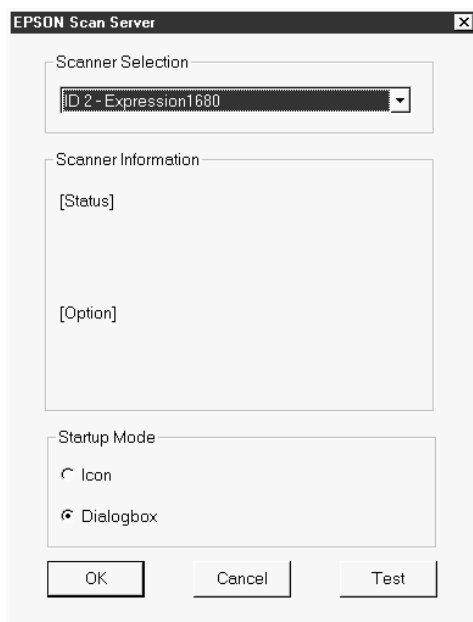 EPSON Scan Server
Scanner Selection
ID 2 - Expression1680
Scanner Information
[Status]
[Option]
Startup Mode
Icon
Dialogbox
OK Cancel Test